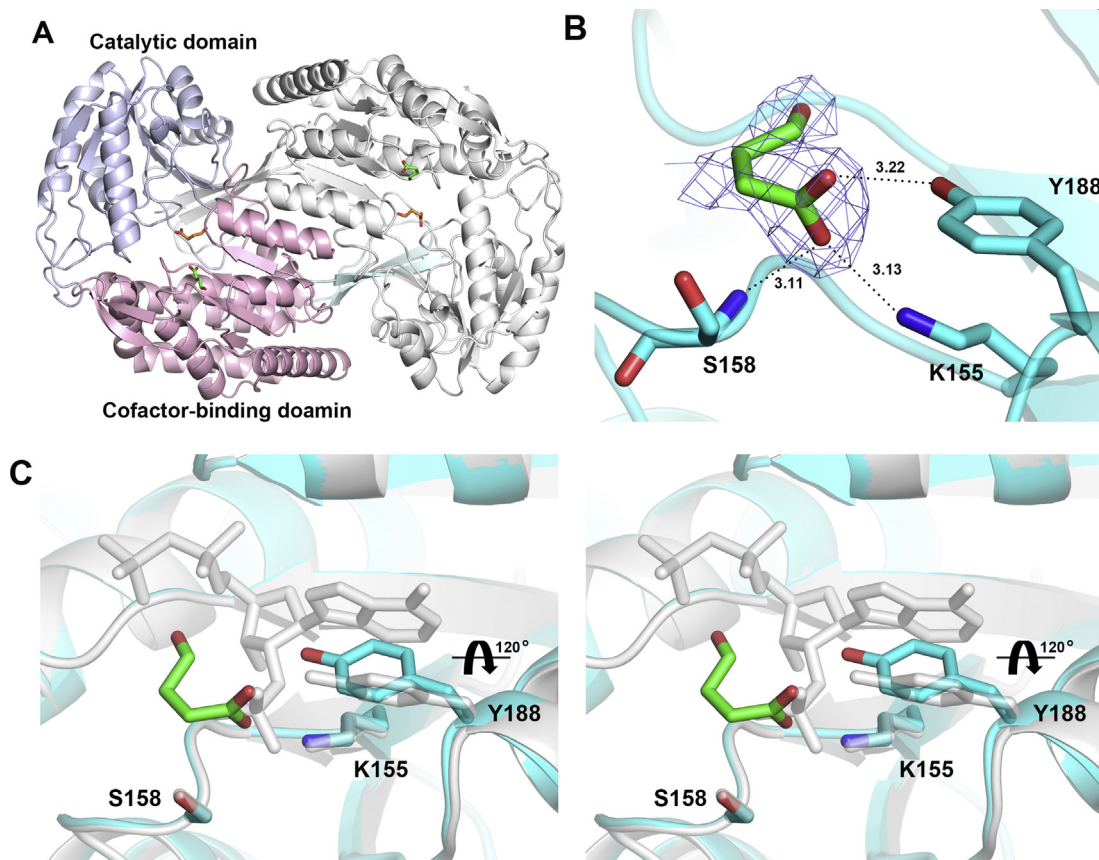 A
Catalytic domain
Cofactor-binding doamin
B
3.22
Y188
3.11
3.13
S158
K155
C
120°
Y188
K155
S158
120°
Y188
K155
S158